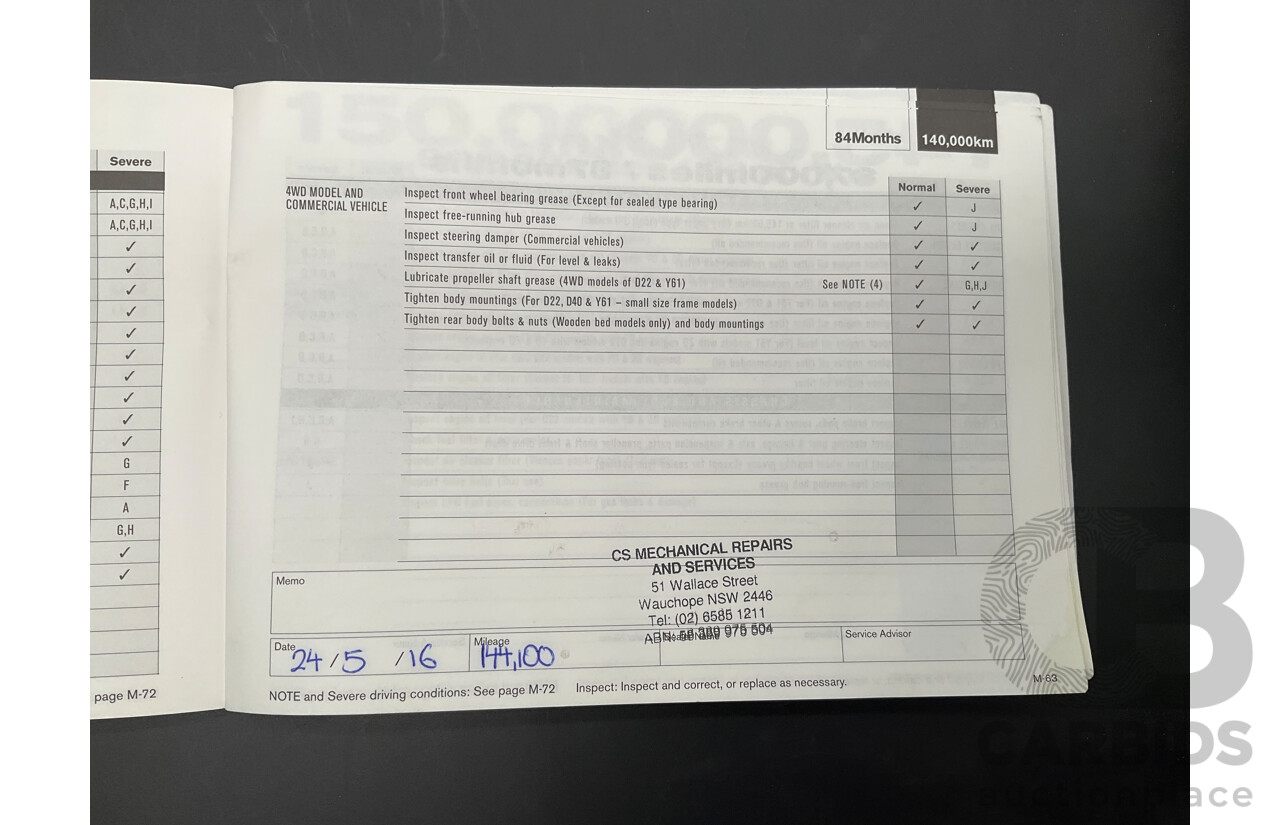 Severe
A,C,G,H,I
A,C,G,H,I
✓
✓
✓
✓
✓
✓
✓
✓
✓
✓
G
F
A
G,H
✓
✓
page M-72
84Months
140,000km
Normal Severe
4WD MODEL AND
COMMERCIAL VEHICLE
Inspect front wheel bearing grease (Except for sealed type bearing) ✓ J
Inspect free-running hub grease ✓ J
Inspect steering damper (Commercial vehicles) ✓ ✓
Inspect transfer oil or fluid (For level & leaks) ✓ ✓
Lubricate propeller shaft grease (4WD models of D22 & Y61) See NOTE (4) ✓ G,H,J
Tighten body mountings (For D22, D40 & Y61 – small size frame models) ✓ ✓
Tighten rear body bolts & nuts (Wooden bed models only) and body mountings ✓ ✓
CS MECHANICAL REPAIRS
AND SERVICES
51 Wallace Street
Wauchope NSW 2446
Tel: (02) 6585 1211
ABN:
Memo
Date 24/5/16
Mileage 144,100
Service Advisor
NOTE and Severe driving conditions: See page M-72 Inspect: Inspect and correct, or replace as necessary.
M-63
CB
CARBIDS